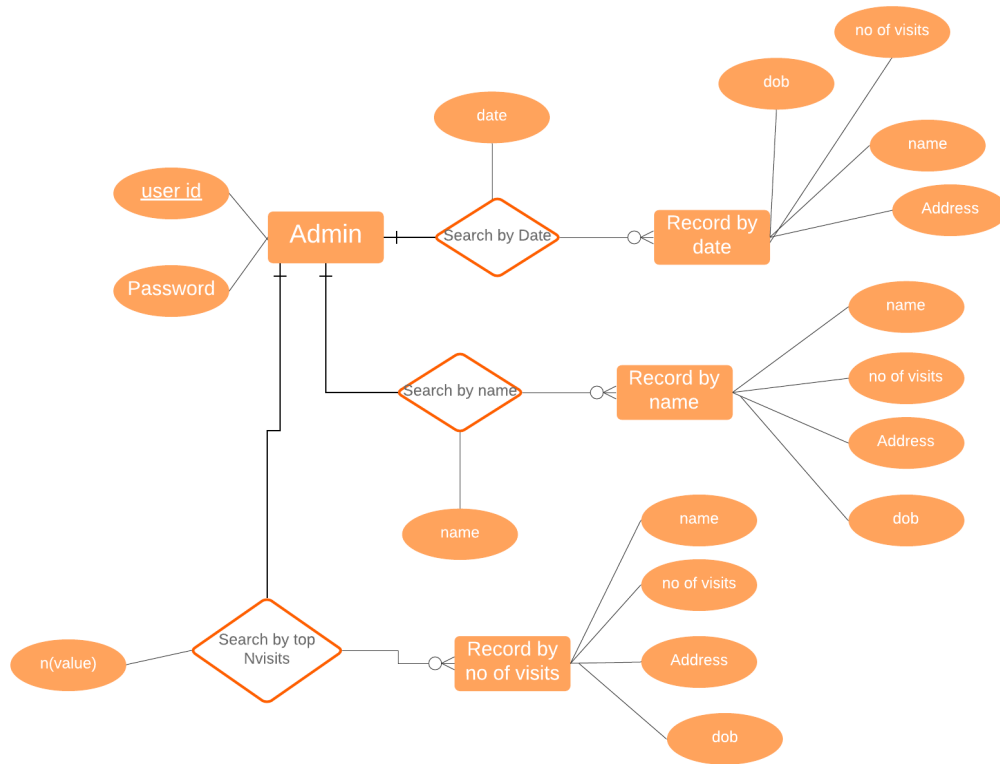 no of visits
dob
date
name
user id
Address
Admin
Search by Date
Record by
date
Password
name
no of visits
Search by name
Record by
name
Address
name
dob
name
no of visits
Search by top
Nvisits
n(value)
Record by
no of visits
Address
dob